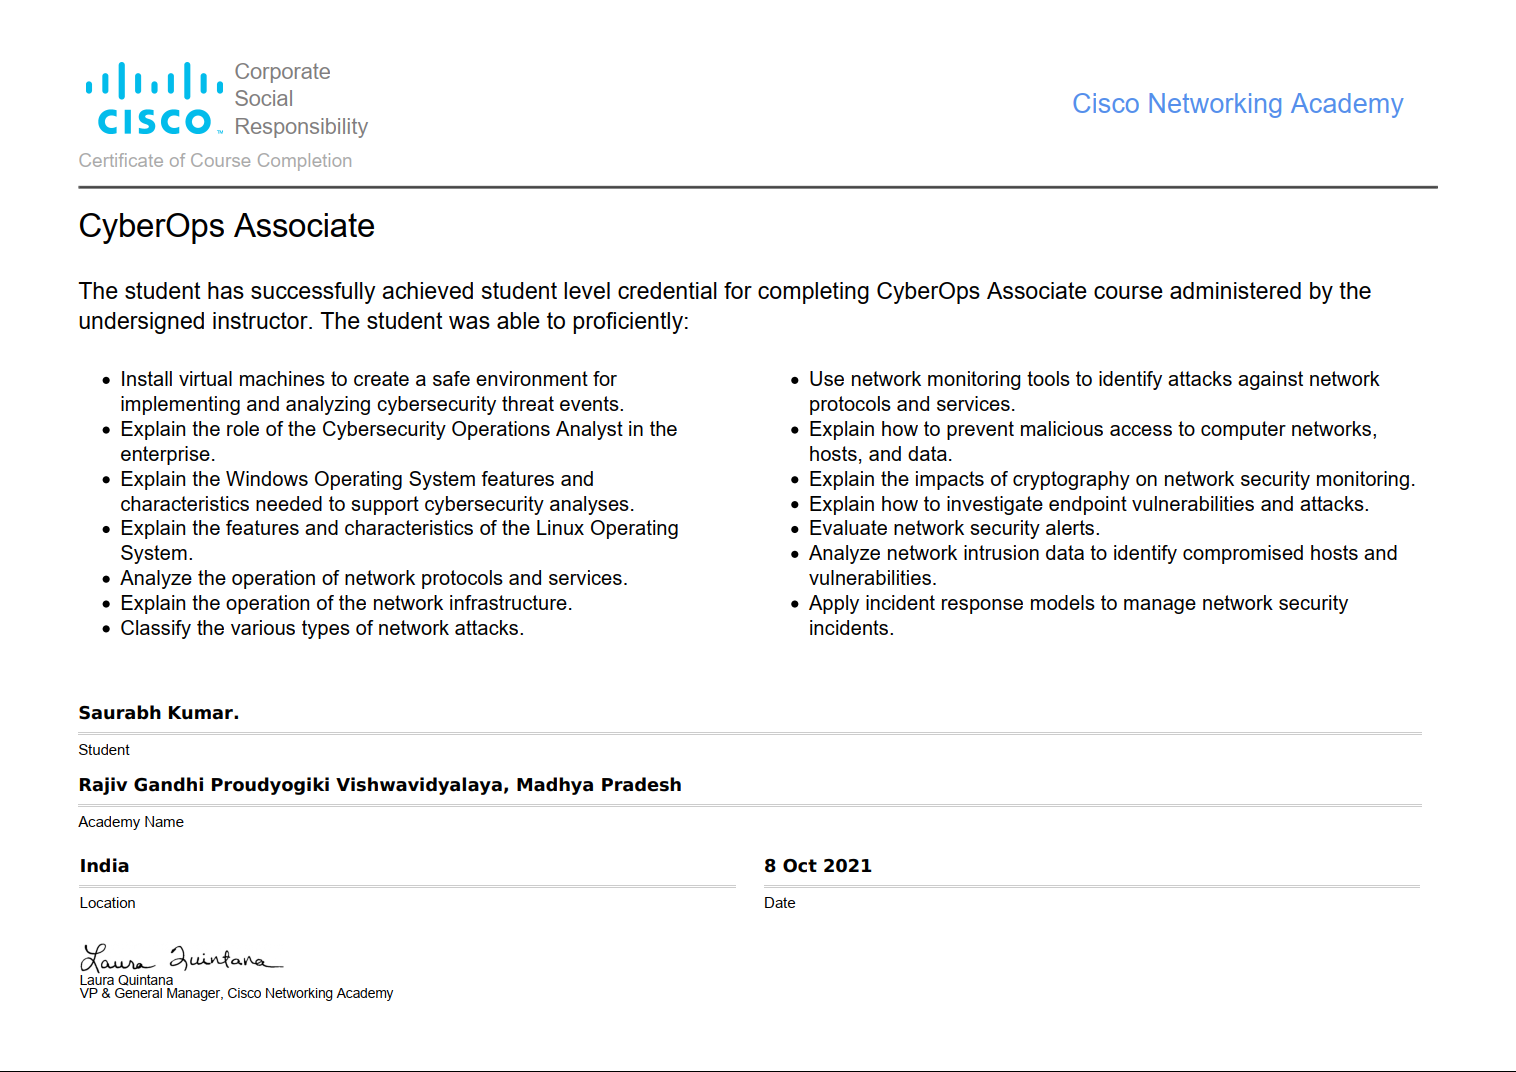 Corporate
Social
Responsibility
CISCO™
Cisco Networking Academy
Certificate of Course Completion
CyberOps Associate
The student has successfully achieved student level credential for completing CyberOps Associate course administered by the
undersigned instructor. The student was able to proficiently:
• Install virtual machines to create a safe environment for
implementing and analyzing cybersecurity threat events.
• Explain the role of the Cybersecurity Operations Analyst in the
enterprise.
• Explain the Windows Operating System features and
characteristics needed to support cybersecurity analyses.
• Explain the features and characteristics of the Linux Operating
System.
• Analyze the operation of network protocols and services.
• Explain the operation of the network infrastructure.
• Classify the various types of network attacks.
• Use network monitoring tools to identify attacks against network
protocols and services.
• Explain how to prevent malicious access to computer networks,
hosts, and data.
• Explain the impacts of cryptography on network security monitoring.
• Explain how to investigate endpoint vulnerabilities and attacks.
• Evaluate network security alerts.
• Analyze network intrusion data to identify compromised hosts and
vulnerabilities.
• Apply incident response models to manage network security
incidents.
Saurabh Kumar.
Student
Rajiv Gandhi Proudyogiki Vishwavidyalaya, Madhya Pradesh
Academy Name
India
Location
8 Oct 2021
Date
Laura Quintana
Laura Quintana
VP & General Manager, Cisco Networking Academy